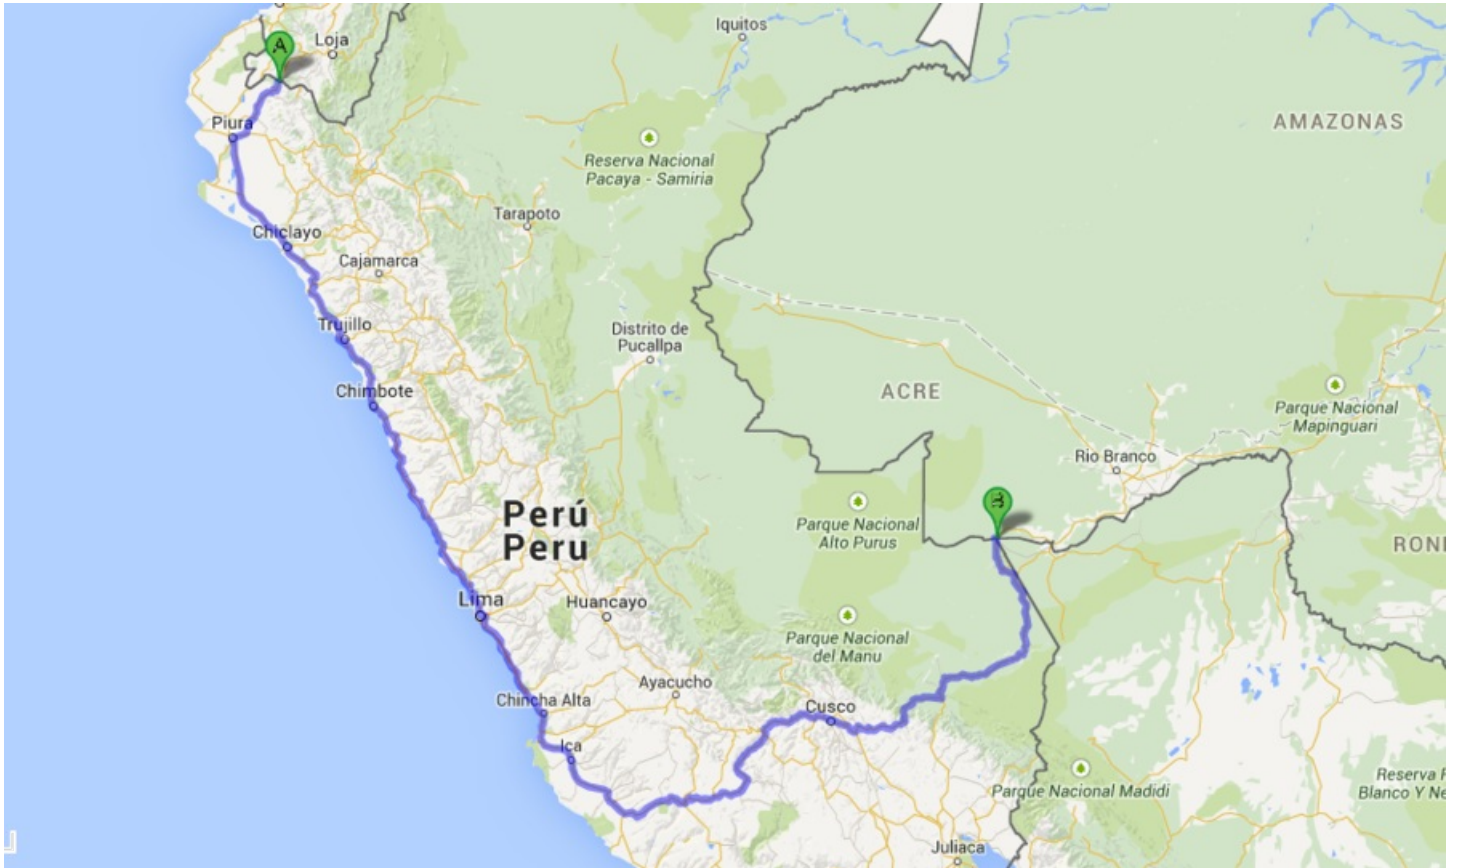 Iquitos
Loja
A
AMAZONAS
Piura
Reserva Nacional
Pacaya - Samiria
Tarapoto
Chiclayo
Cajamarca
Trujillo
Distrito de
Pucallpa
Chimbote
ACRE
Parque Nacional
Mapinguari
Rio Branco
Perú
Peru
B
Parque Nacional
Alto Purus
RON
Lima
Huancayo
Parque Nacional
del Manu
Ayacucho
Chincha Alta
Cusco
Ica
Parque Nacional Madidi
Reserva
Blanco Y Ne
Juliaca